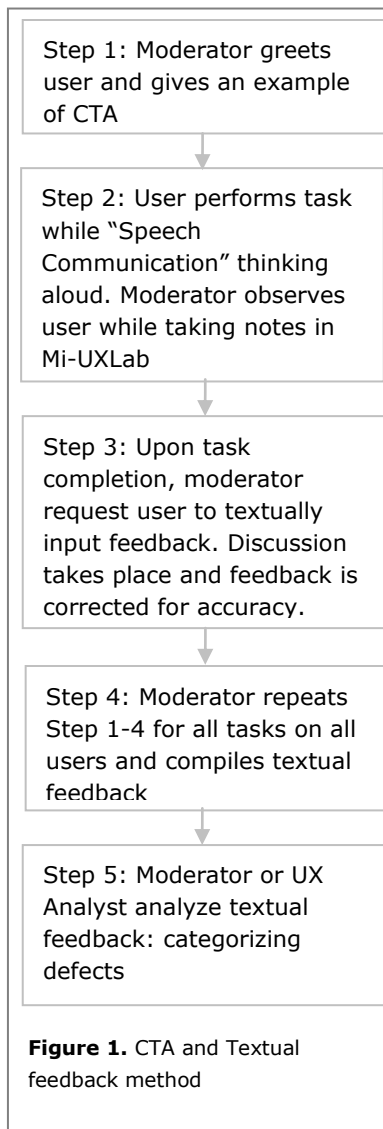 Step 1: Moderator greets
user and gives an example
of CTA
Step 2: User performs task
while “Speech
Communication” thinking
aloud. Moderator observes
user while taking notes in
Mi-UXLab
Step 3: Upon task
completion, moderator
request user to textually
input feedback. Discussion
takes place and feedback is
corrected for accuracy.
Step 4: Moderator repeats
Step 1-4 for all tasks on all
users and compiles textual
feedback
Step 5: Moderator or UX
Analyst analyze textual
feedback: categorizing
defects
Figure 1. CTA and Textual
feedback method